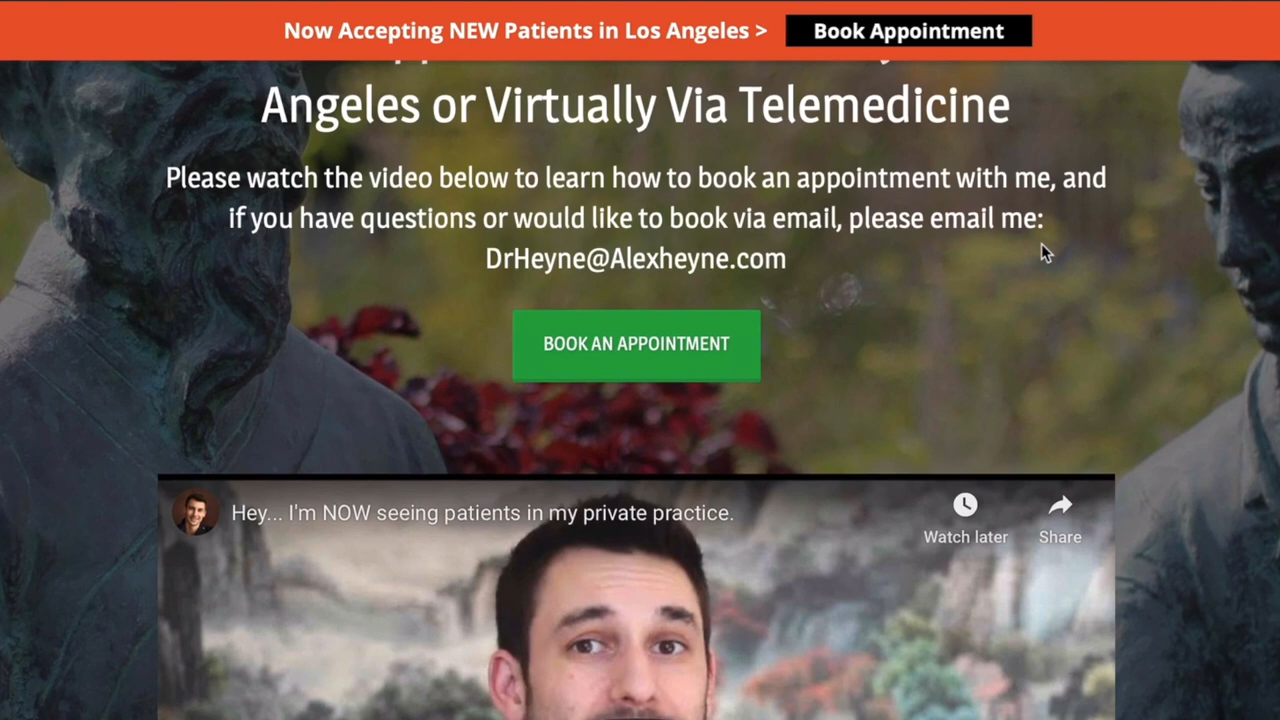 Now Accepting NEW Patients in Los Angeles >
Book Appointment
Angeles or Virtually Via Telemedicine
Please watch the video below to learn how to book an appointment with me, and
if you have questions or would like to book via email, please email me:
DrHeyne@Alexheyne.com
BOOK AN APPOINTMENT
Hey... I'm NOW seeing patients in my private practice.
Watch later
Share